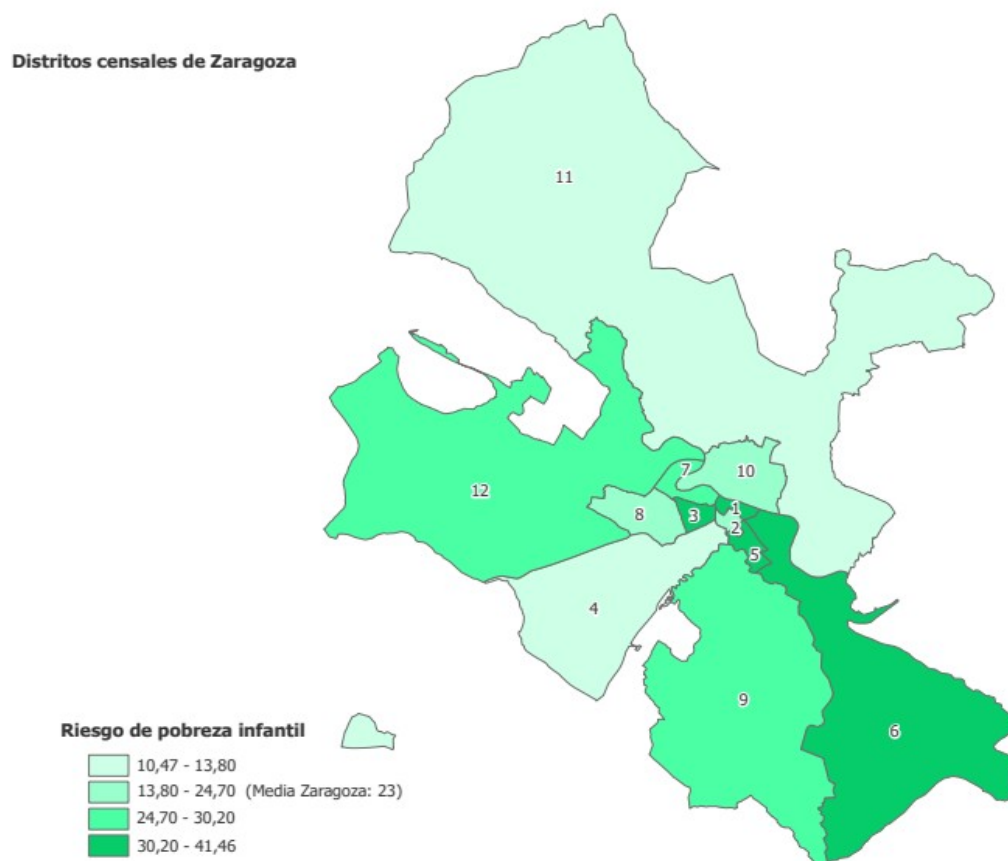 Distritos censales de Zaragoza
11
10
7
12
8
3
1
2
5
4
9
6
Riesgo de pobreza infantil
10,47 - 13,80
13,80 - 24,70 (Media Zaragoza: 23)
24,70 - 30,20
30,20 - 41,46